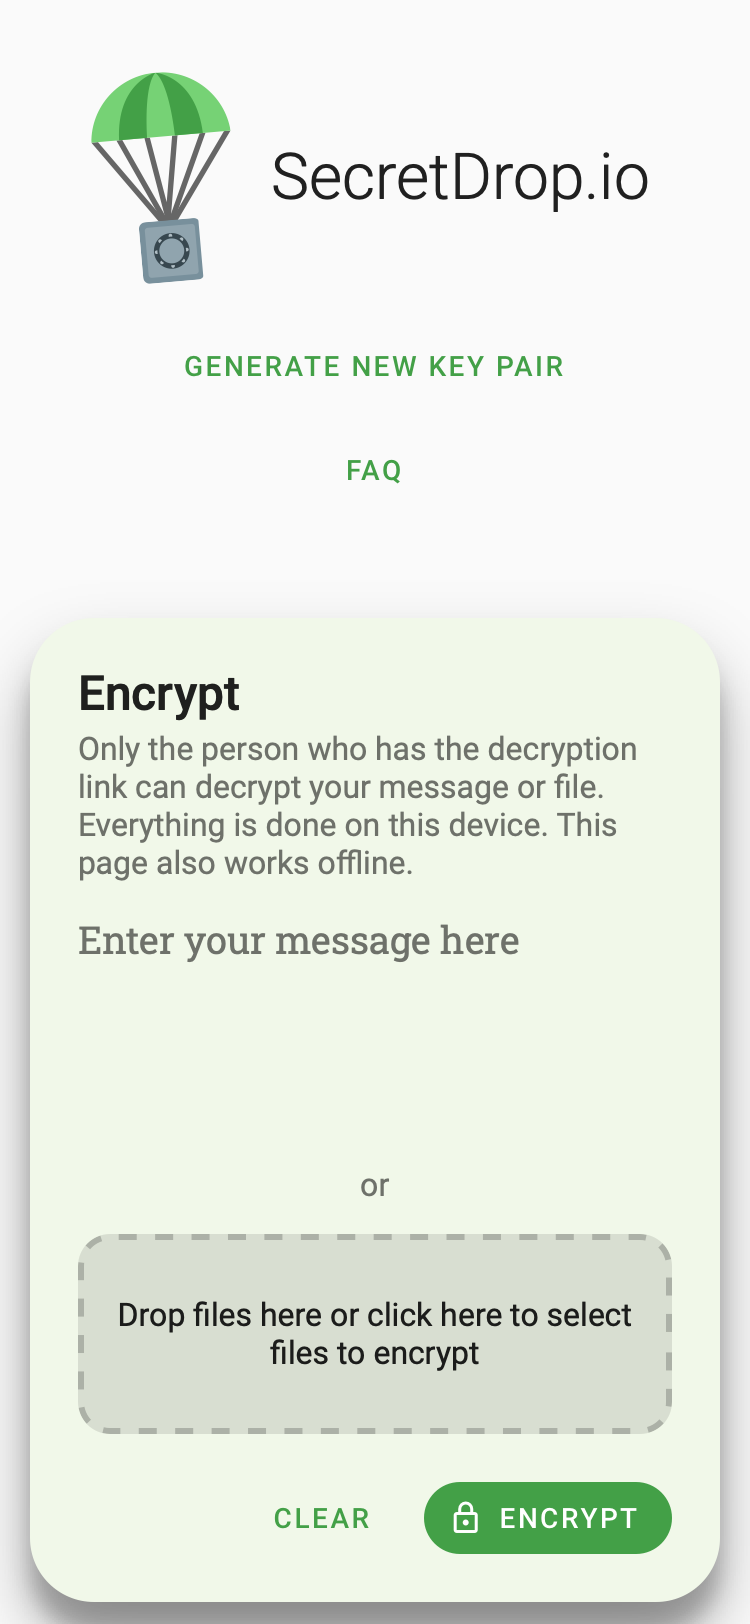 SecretDrop.io
GENERATE NEW KEY PAIR
FAQ
Encrypt
Only the person who has the decryption
link can decrypt your message or file.
Everything is done on this device. This
page also works offline.
Enter your message here
or
Drop files here or click here to select
files to encrypt
CLEAR
ENCRYPT